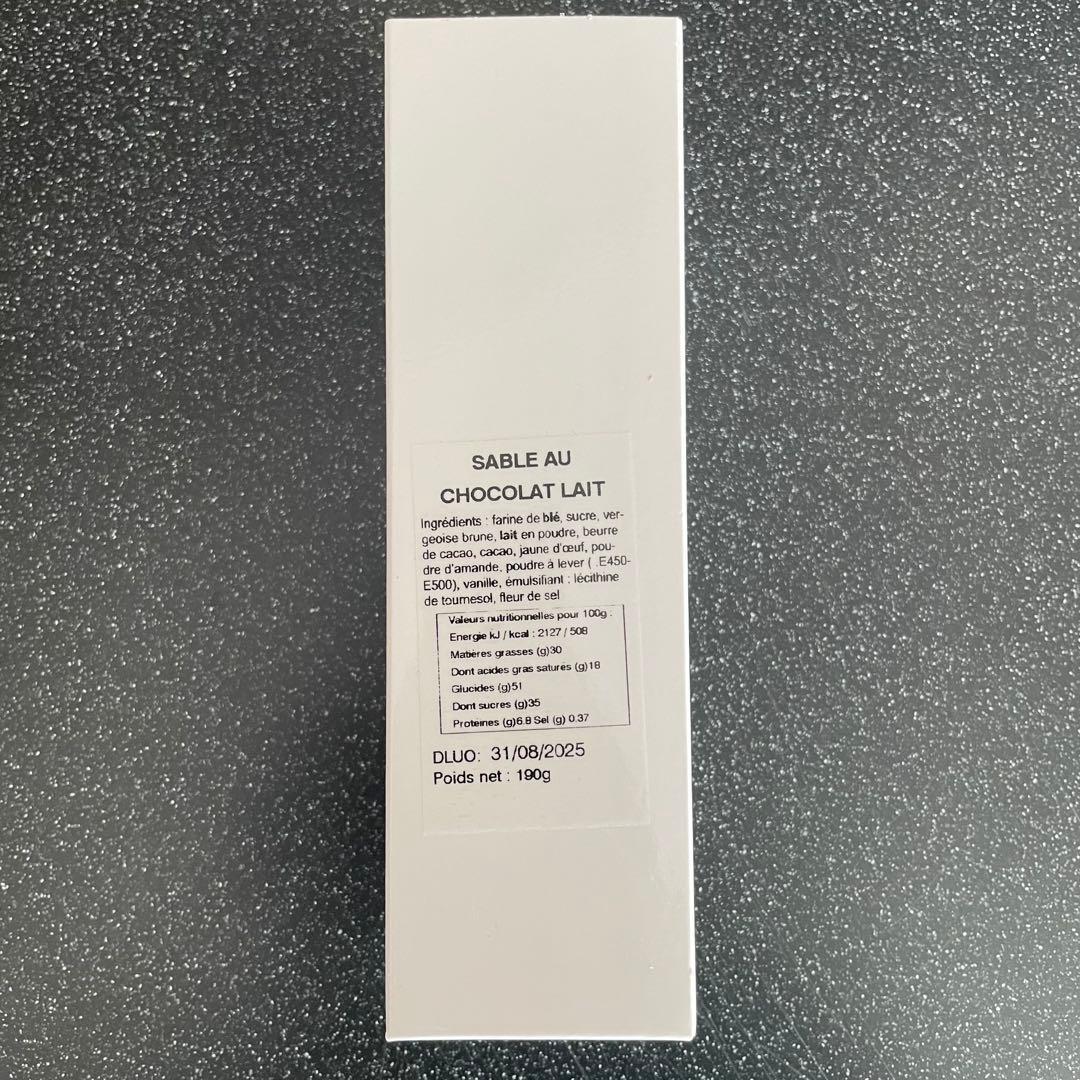 SABLE AU
CHOCOLAT LAIT
Ingrédients : farine de blé, sucre, ver-
geoise brune, lait en poudre, beurre
de cacao, cacao, jaune d'œuf, pou-
dre d'amande, poudre à lever ( .E450-
E500), vanille, émulsifiant : lécithine
de tournesol, fleur de sel
Valeurs nutritionnelles pour 100g :
Energie kJ / kcal : 2127 / 508
Matières grasses (g)30
Dont acides gras saturés (g)18
Glucides (g)51
Dont sucres (g)35
Protéines (g)6.8 Sel (g) 0.37
DLUO: 31/08/2025
Poids net : 190g